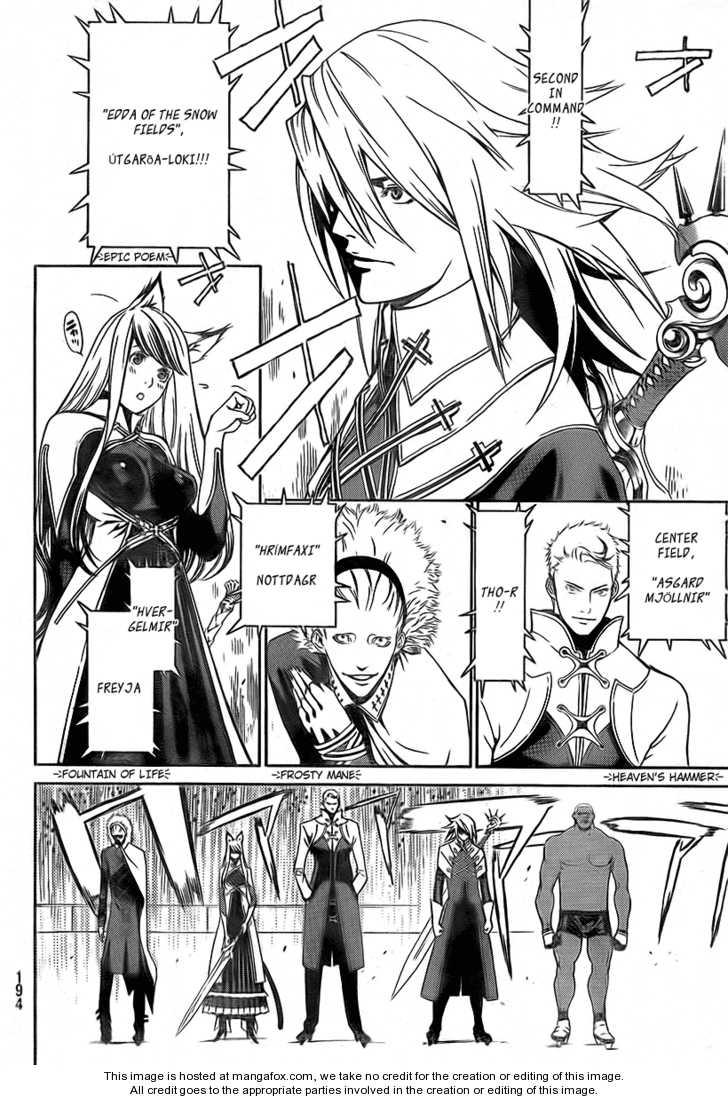 SECOND
IN
COMMAND
!!
"EDDA OF THE SNOW
FIELDS",
ÚTGARÐA-LOKI!!!
EPIC POEM
CENTER
FIELD,
"ASGARD
MJÖLLNIR"
THO-R
!!
HEAVEN'S HAMMER
"HRÍMFAXI"
NOTTDAGR
FROSTY MANE
"HVER-
GELMIR"
FREYJA
FOUNTAIN OF LIFE
194
This image is hosted at mangafox.com, we take no credit for the creation or editing of this image.
All credit goes to the appropriate parties involved in the creation or editing of this image.